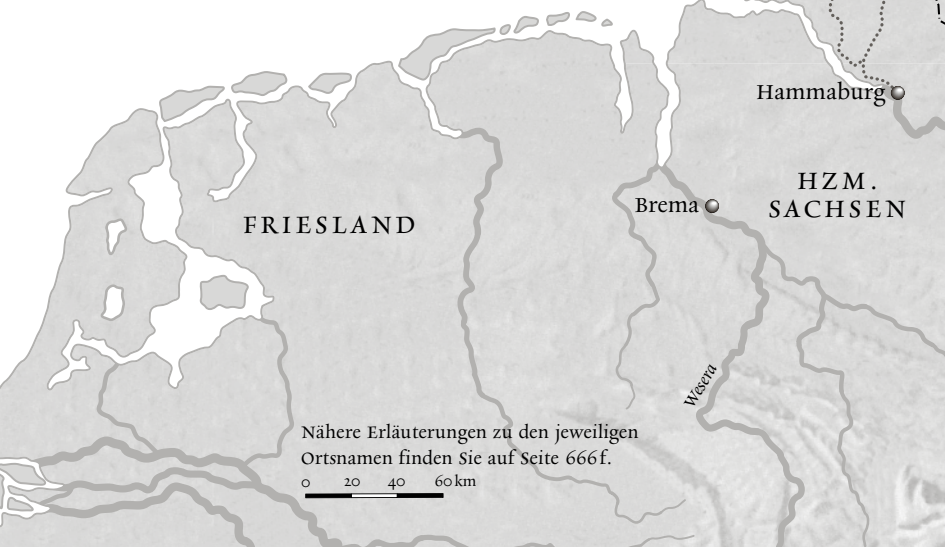 Hammaburg
HZM.
SACHSEN
Brema
FRIESLAND
Wesera
Nähere Erläuterungen zu den jeweiligen
Ortsnamen finden Sie auf Seite 666f.
0 20 40 60 km